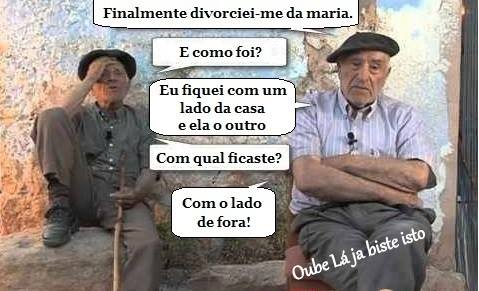 Finalmente divorciei-me da maria.
E como foi?
Eu fiquei com um
lado da casa
e ela o outro
Com qual ficaste?
Com o lado
de fora!
Oube Lá ja biste isto